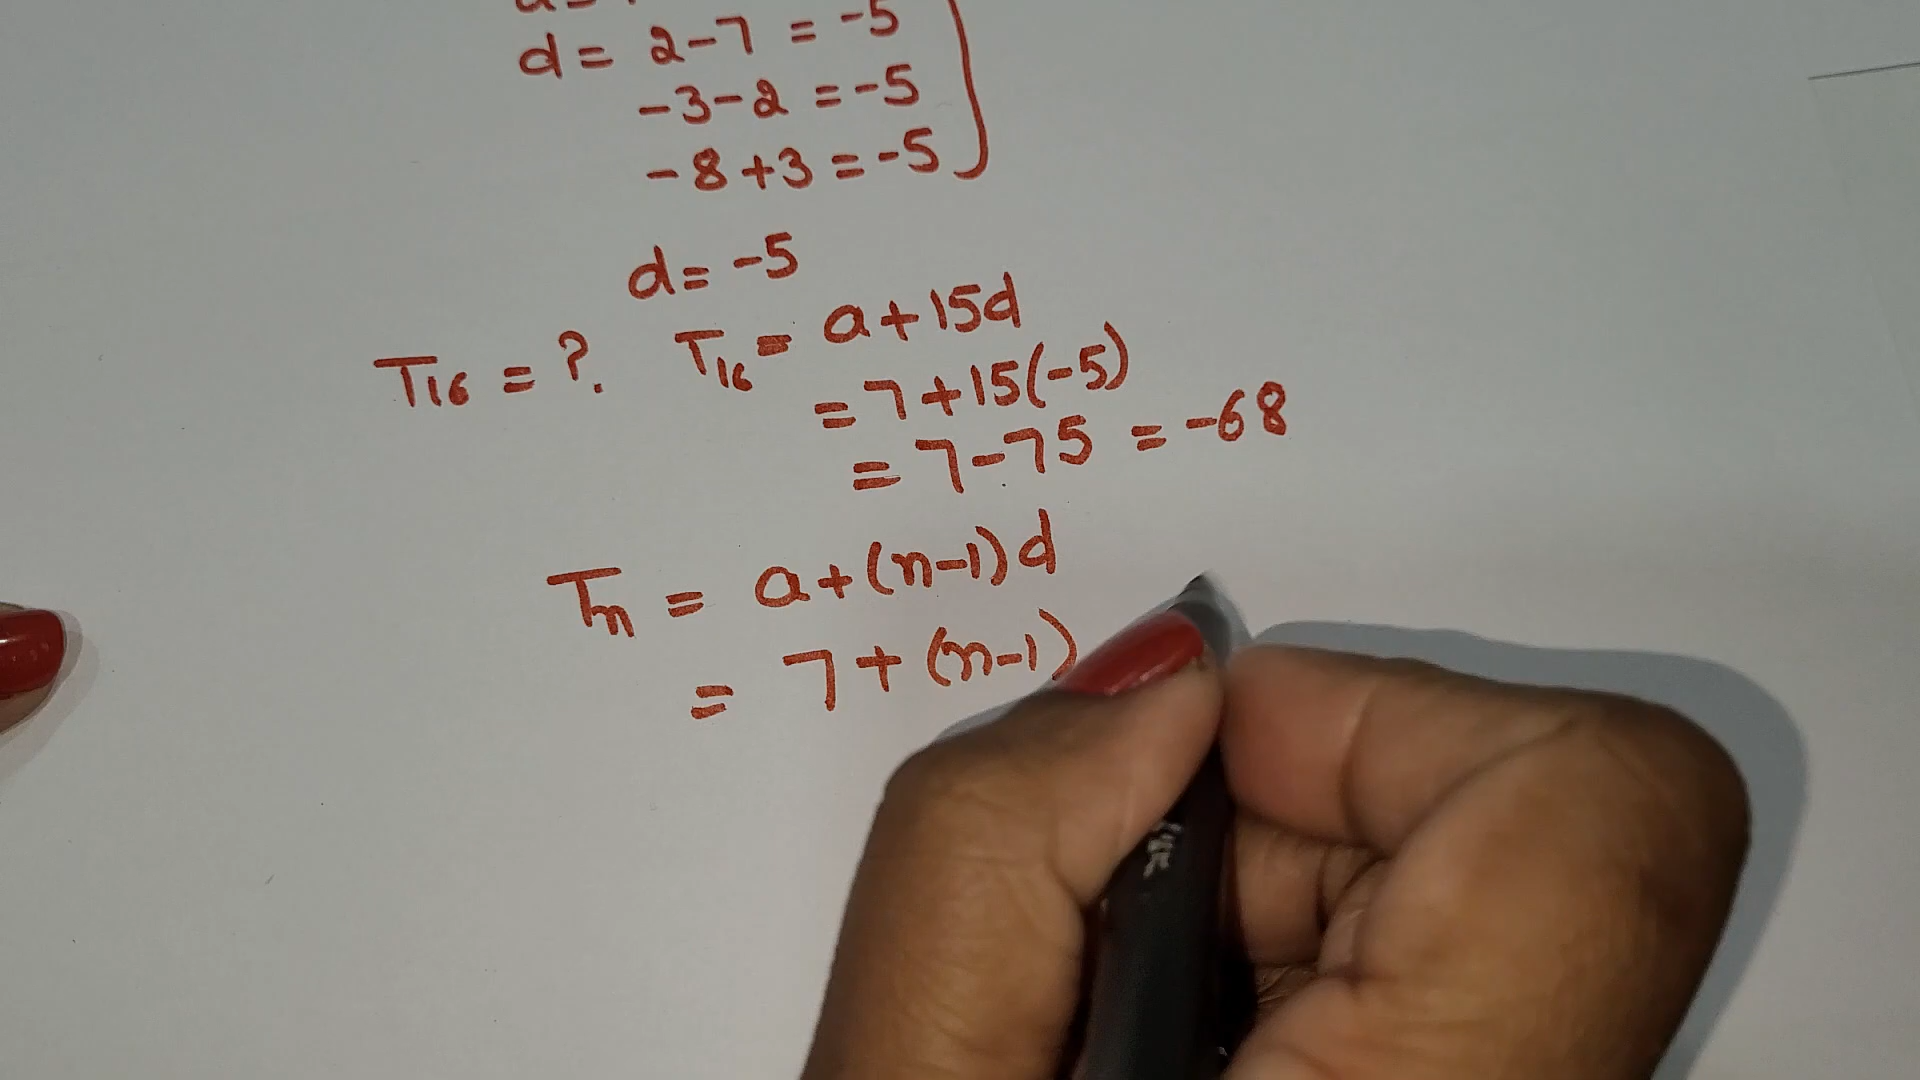 d = 2-7 = -5
-3-2 = -5
-8+3 = -5
d = -5
T16 = ?. T16 = a+15d
= 7+15(-5)
= 7-75 = -68
Tn = a+(n-1)d
= 7+(n-1)